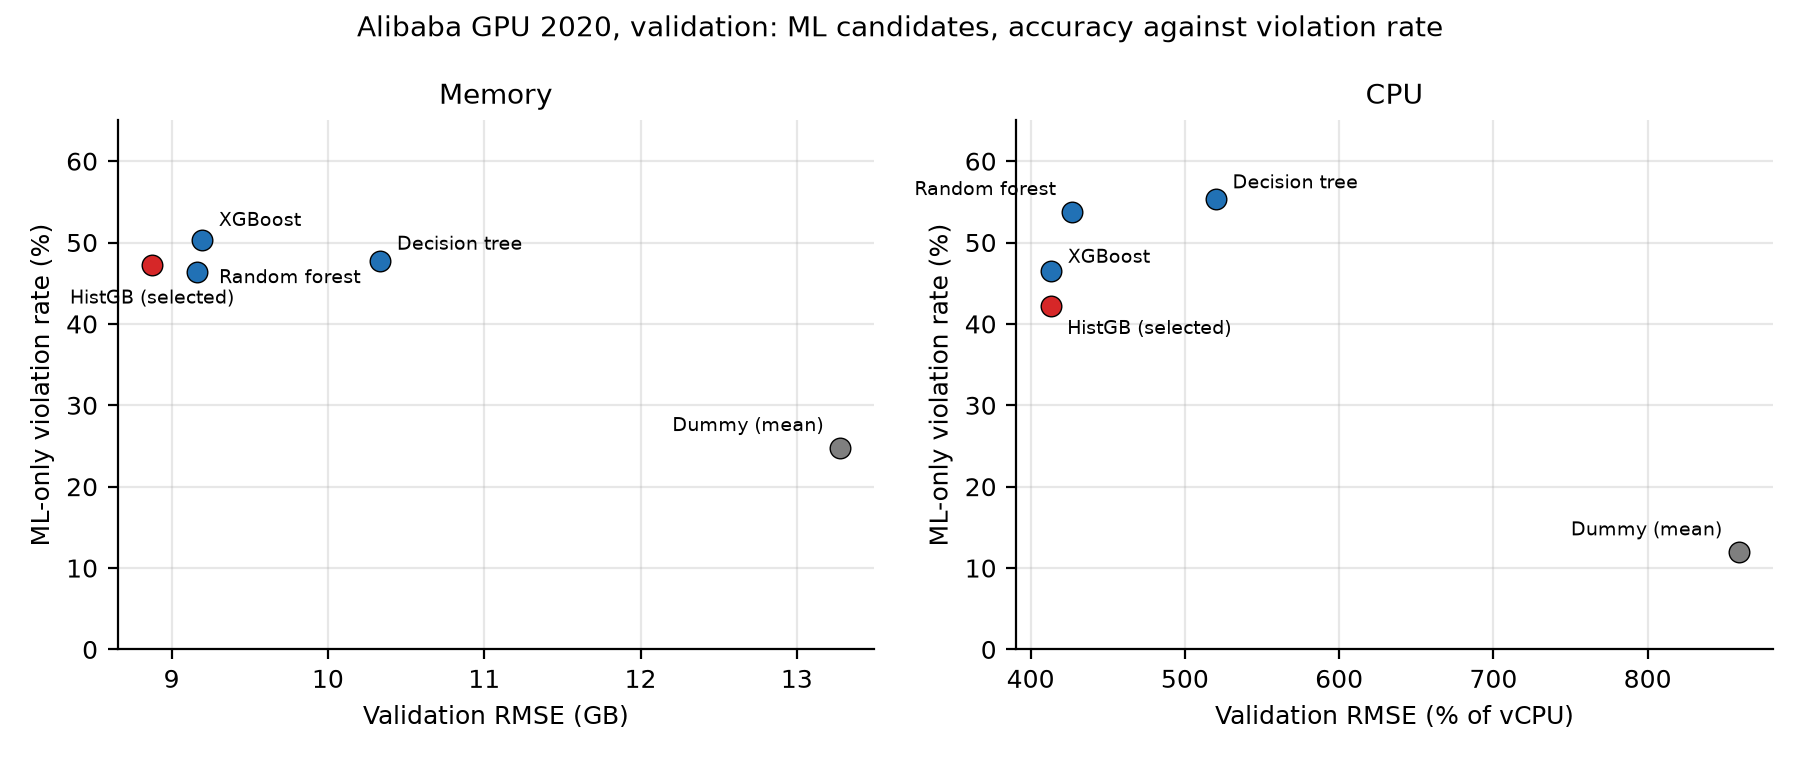 Alibaba GPU 2020, validation: ML candidates, accuracy against violation rate
Memory
ML-only violation rate (%)
60
50
40
30
20
10
0
XGBoost
Decision tree
Random forest
HistGB (selected)
Dummy (mean)
9
10
11
12
13
Validation RMSE (GB)
CPU
ML-only violation rate (%)
60
50
40
30
20
10
0
Decision tree
Random forest
XGBoost
HistGB (selected)
Dummy (mean)
400
500
600
700
800
Validation RMSE (% of vCPU)